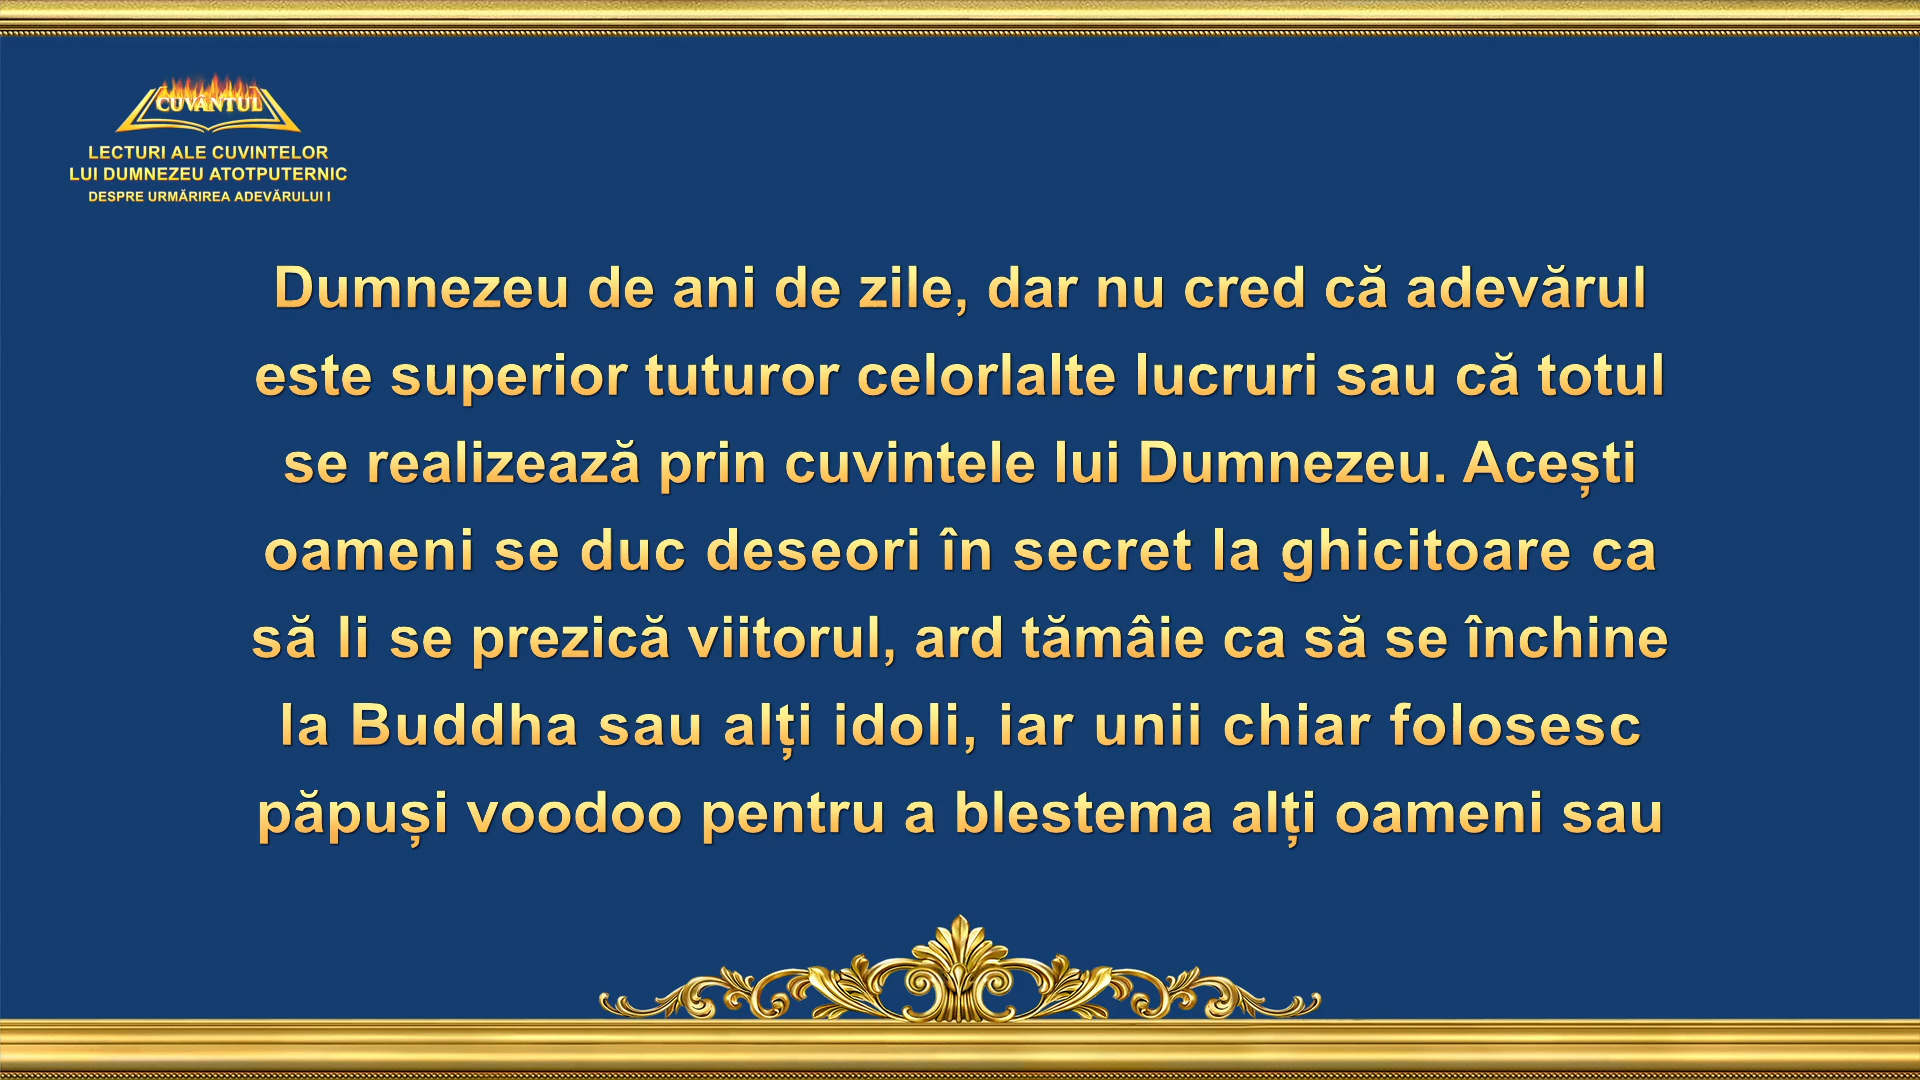 CUVÂNTUL
LECTURI ALE CUVINTELOR
LUI DUMNEZEU ATOTPUTERNIC
DESPRE URMĂRIREA ADEVĂRULUI I
Dumnezeu de ani de zile, dar nu cred că adevărul
este superior tuturor celorlalte lucruri sau că totul
se realizează prin cuvintele lui Dumnezeu. Acești
oameni se duc deseori în secret la ghicitoare ca
să li se prezică viitorul, ard tămâie ca să se închine
la Buddha sau alți idoli, iar unii chiar folosesc
păpuși voodoo pentru a blestema alți oameni sau